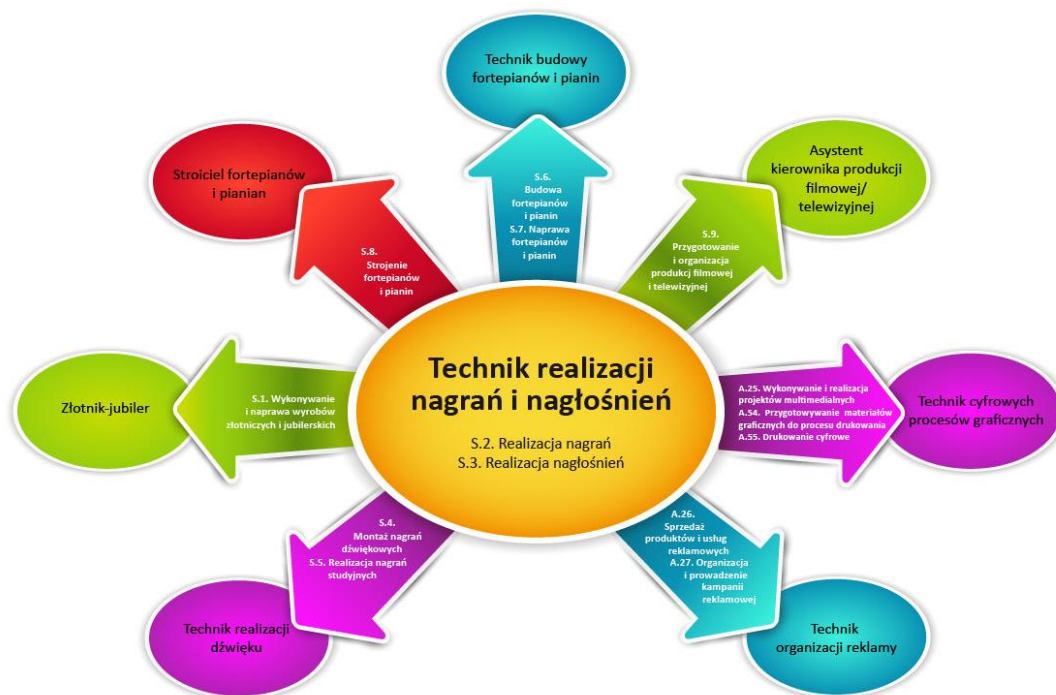 Technik budowy
fortepianów i pianin
Asystent
kierownika produkcji
filmowej/
telewizyjnej
Stroiciel fortepianów
i pianian
S.6.
Budowa
fortepianów
i pianin
S.7. Naprawa
fortepianów
i pianin
S.9.
Przygotowanie
i organizacja
produkcj filmowej
i telewizyjnej
S.8.
Strojenie
fortepianów
i pianin
Technik realizacji
nagrań i nagłośnień
S.2. Realizacja nagrań
S.3. Realizacja nagłośnień
Złotnik-jubiler
S.1. Wykonywanie
i naprawa wyrobów
złotniczych i jubilerskich
A.25. Wykonywanie i realizacja
projektów multimedialnych
A.54. Przygotowywanie materiałów
graficznych do procesu drukowania
A.55. Drukowanie cyfrowe
Technik cyfrowych
procesów graficznych
S.4.
Montaż nagrań
dźwiękowych
S.5. Realizacja nagrań
studyjnych
A.26.
Sprzedaż
produktów i usług
reklamowych
A.27. Organizacja
i prowadzenie
kampanii
reklamowej
Technik realizacji
dźwięku
Technik
organizacji reklamy